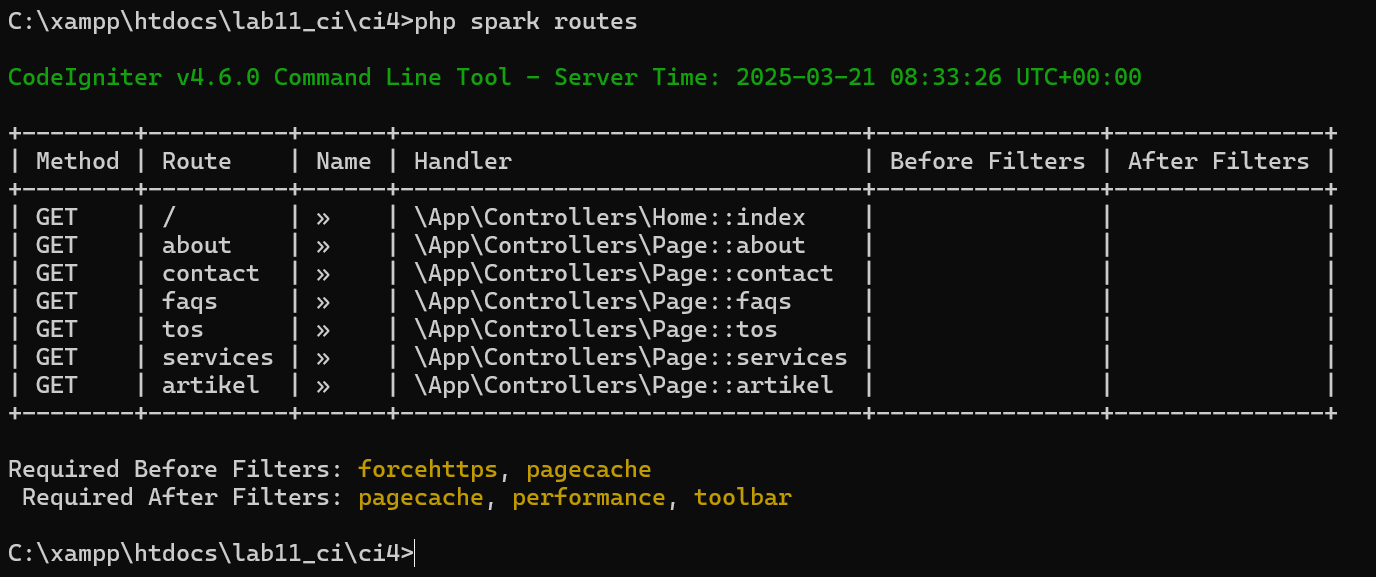 C:\xampp\htdocs\lab11_ci\ci4>php spark routes
CodeIgniter v4.6.0 Command Line Tool - Server Time: 2025-03-21 08:33:26 UTC+00:00
+--------+----------+------+---------------------------------+----------------+---------------+
| Method | Route    | Name | Handler                         | Before Filters | After Filters |
+--------+----------+------+---------------------------------+----------------+---------------+
| GET    | /        | »    | \App\Controllers\Home::index    |                |               |
| GET    | about    | »    | \App\Controllers\Page::about    |                |               |
| GET    | contact  | »    | \App\Controllers\Page::contact  |                |               |
| GET    | faqs     | »    | \App\Controllers\Page::faqs     |                |               |
| GET    | tos      | »    | \App\Controllers\Page::tos      |                |               |
| GET    | services | »    | \App\Controllers\Page::services |                |               |
| GET    | artikel  | »    | \App\Controllers\Page::artikel  |                |               |
+--------+----------+------+---------------------------------+----------------+---------------+
Required Before Filters: forcehttps, pagecache
 Required After Filters: pagecache, performance, toolbar
C:\xampp\htdocs\lab11_ci\ci4>